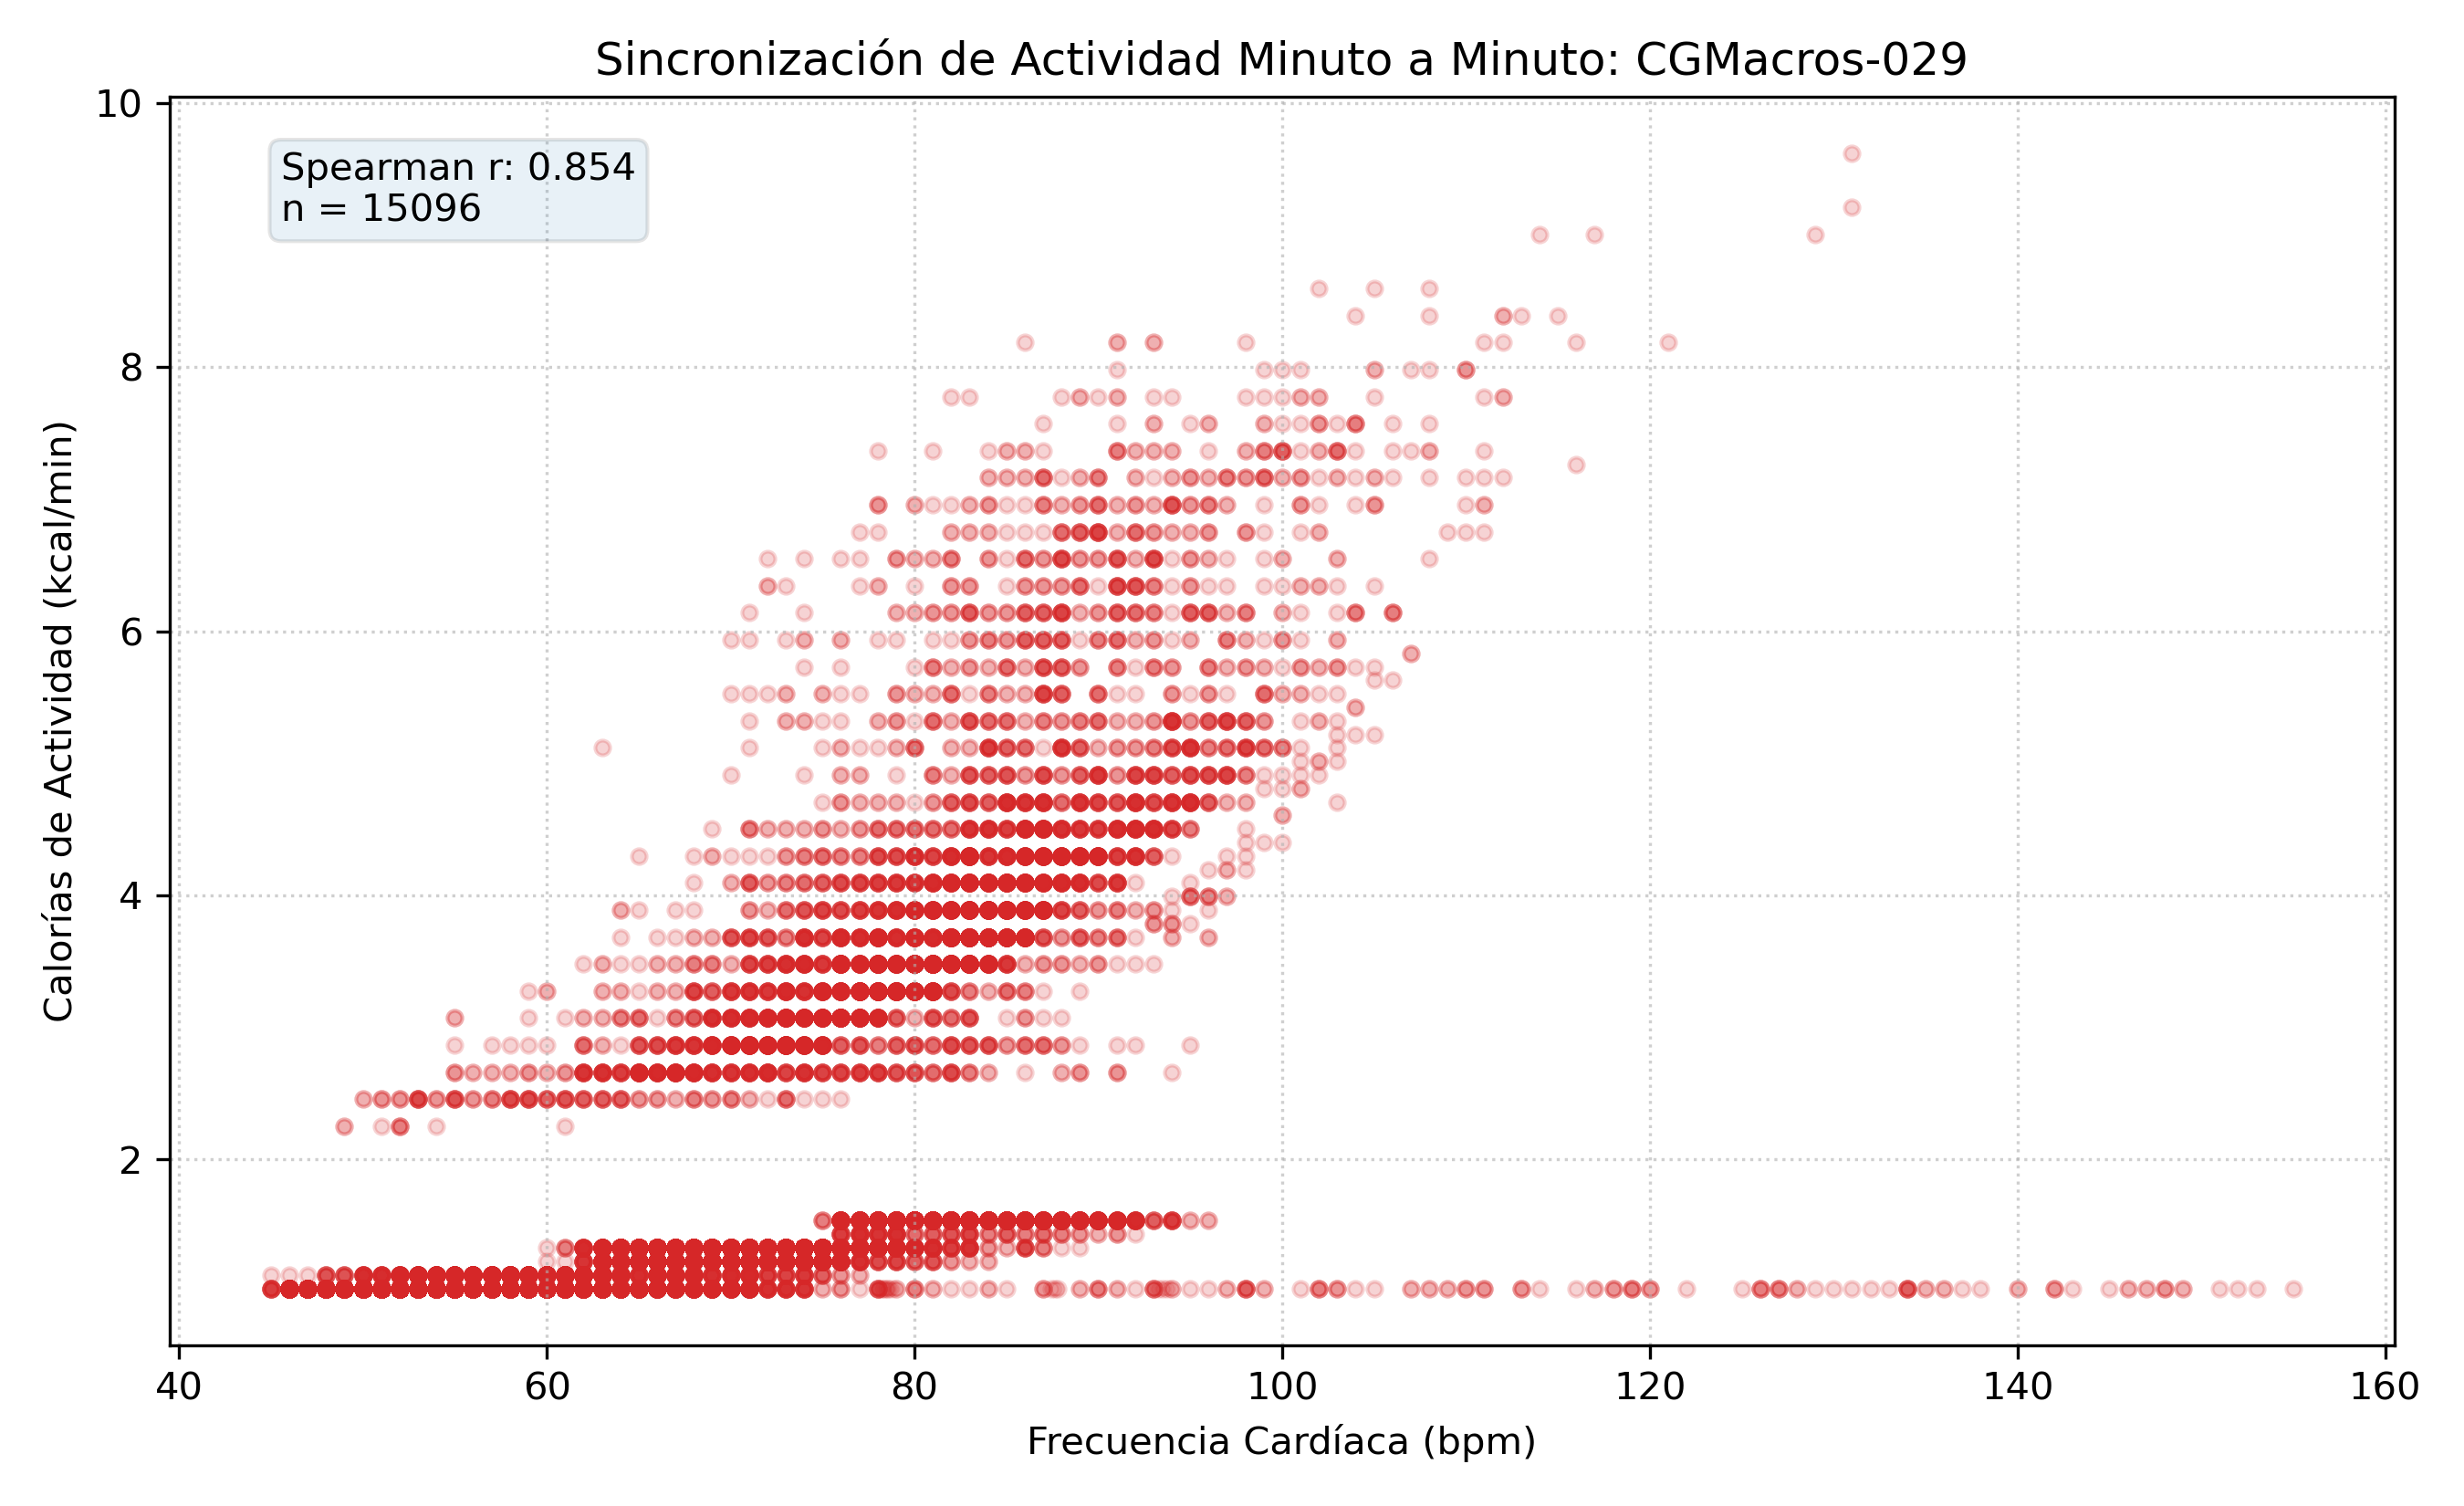 Sincronización de Actividad Minuto a Minuto: CGMacros-029
Spearman r: 0.854
n = 15096
Calorías de Actividad (kcal/min)
10
8
6
4
2
40 60 80 100 120 140 160
Frecuencia Cardíaca (bpm)